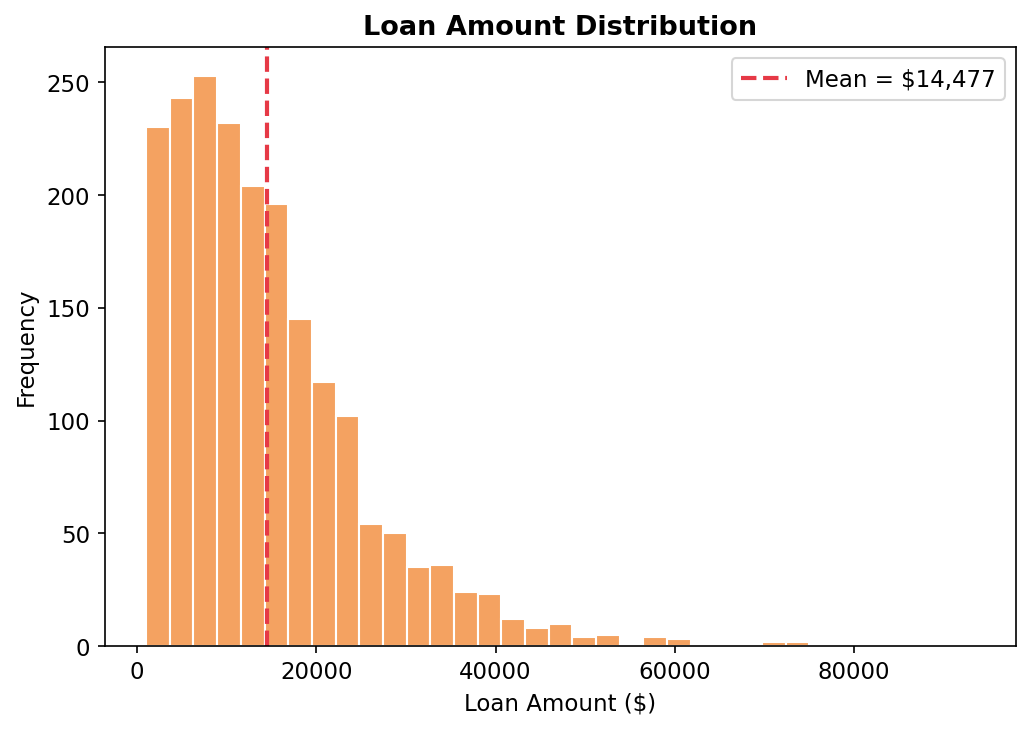 Loan Amount Distribution
Mean = $14,477
250
200
150
100
50
0
Frequency
0 20000 40000 60000 80000
Loan Amount ($)